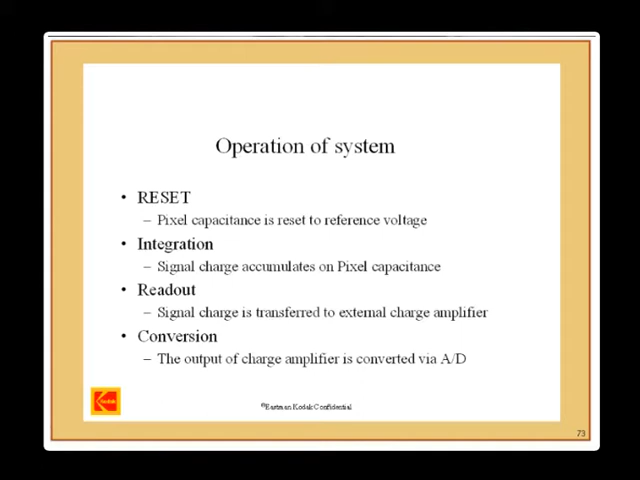 Operation of system
• RESET
– Pixel capacitance is reset to reference voltage
• Integration
– Signal charge accumulates on Pixel capacitance
• Readout
– Signal charge is transferred to external charge amplifier
• Conversion
– The output of charge amplifier is converted via A/D
Kodak
©Eastman Kodak Confidential
73